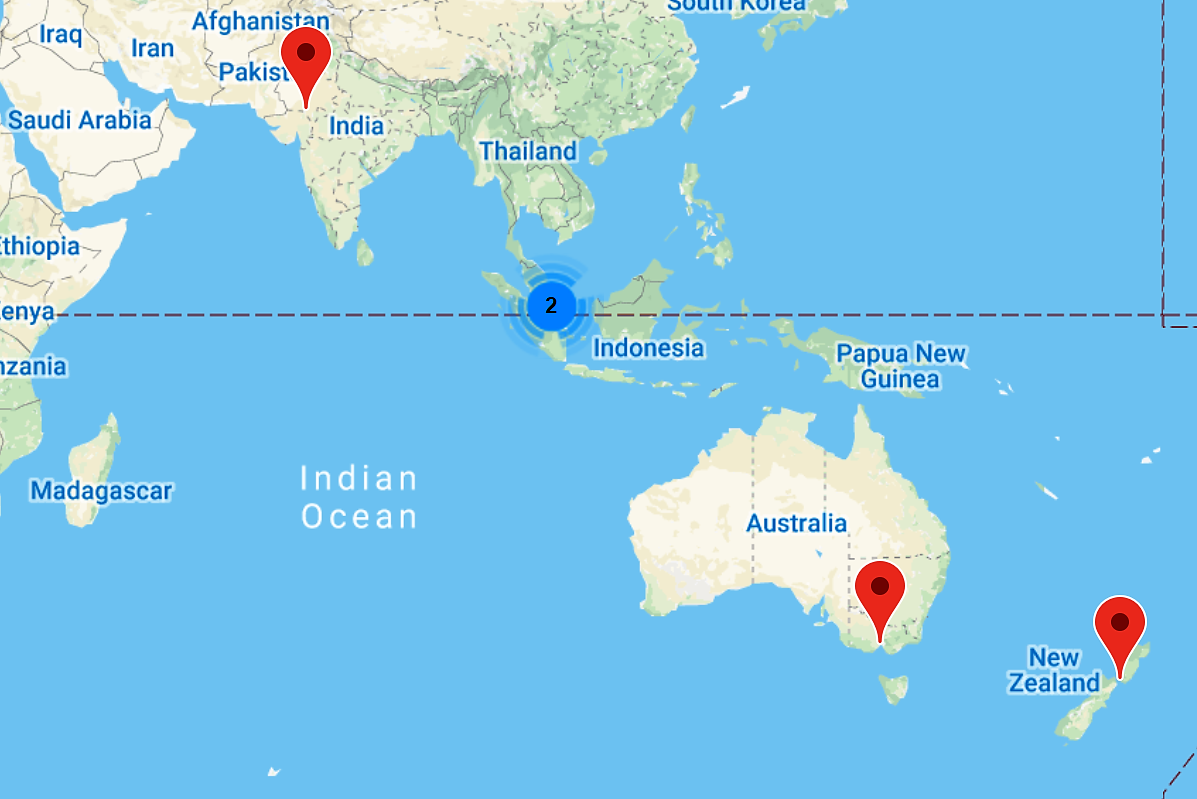 South Korea
Afghanistan
Iraq
Iran
Pakist
Saudi Arabia
India
Thailand
Ethiopia
2
enya
Indonesia
Papua New
Guinea
nzania
Indian
Ocean
Madagascar
Australia
New
Zealand